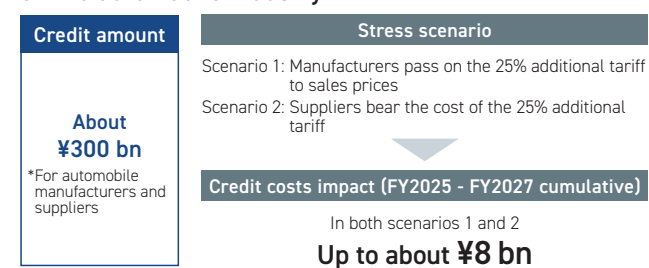 Credit amount
About
¥300 bn
*For automobile
manufacturers and
suppliers
Stress scenario
Scenario 1: Manufacturers pass on the 25% additional tariff
to sales prices
Scenario 2: Suppliers bear the cost of the 25% additional
tariff
Credit costs impact (FY2025 - FY2027 cumulative)
In both scenarios 1 and 2
Up to about ¥8 bn